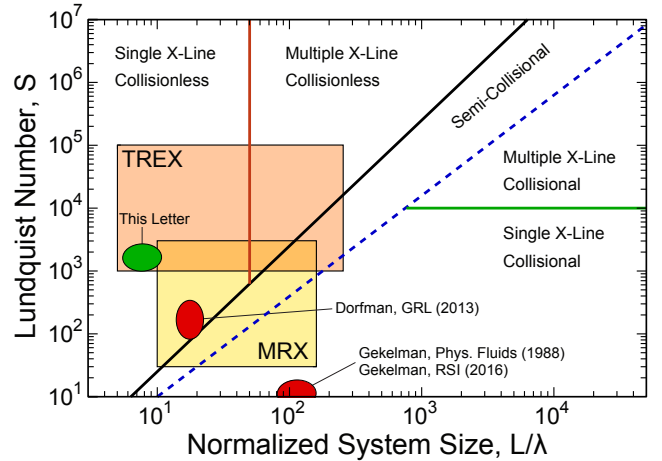 Lundquist Number, S
10^7
10^6
10^5
10^4
10^3
10^2
10^1
Single X-Line
Collisionless
Multiple X-Line
Collisionless
Semi-Collisional
TREX
This Letter
Multiple X-Line
Collisional
Single X-Line
Collisional
Dorfman, GRL (2013)
MRX
Gekelman, Phys. Fluids (1988)
Gekelman, RSI (2016)
10^1 10^2 10^3 10^4
Normalized System Size, L/λ